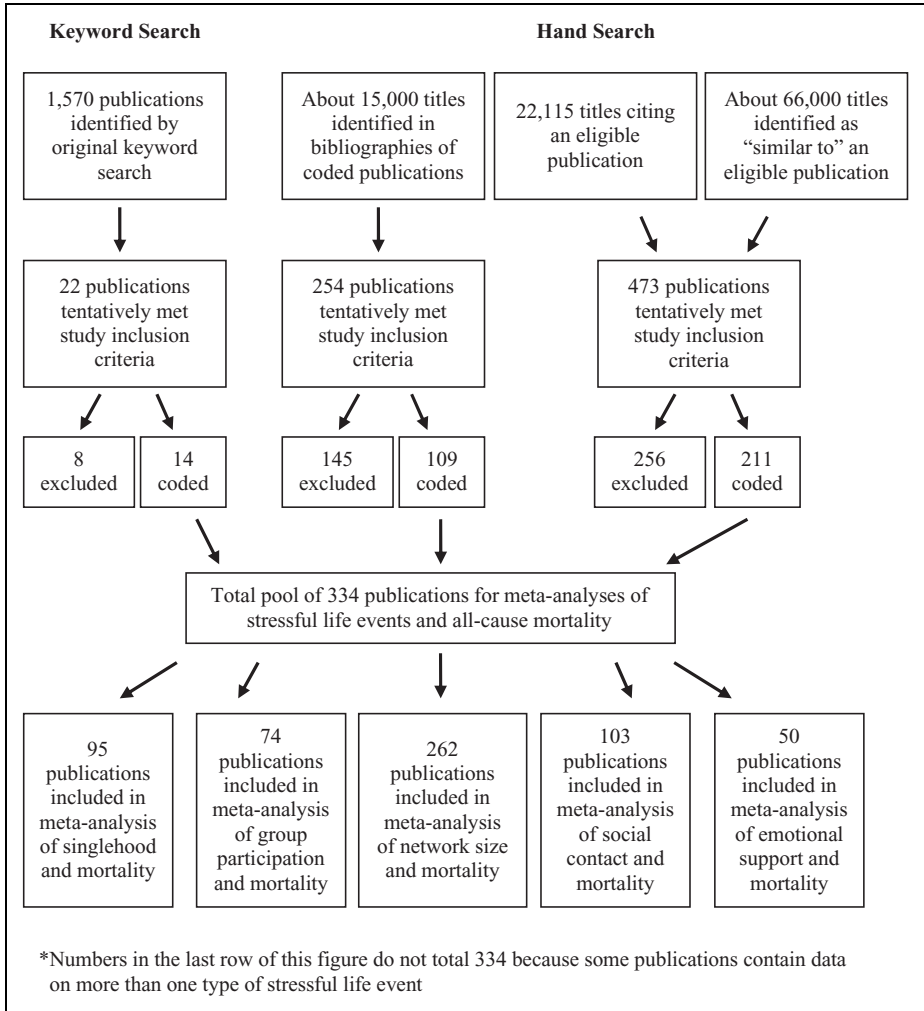 Keyword Search
Hand Search
1,570 publications
identified by
original keyword
search
About 15,000 titles
identified in
bibliographies of
coded publications
22,115 titles citing
an eligible
publication
About 66,000 titles
identified as
“similar to” an
eligible publication
22 publications
tentatively met
study inclusion
criteria
254 publications
tentatively met
study inclusion
criteria
473 publications
tentatively met
study inclusion
criteria
8
excluded
14
coded
145
excluded
109
coded
256
excluded
211
coded
Total pool of 334 publications for meta-analyses of
stressful life events and all-cause mortality
95
publications
included in
meta-analysis
of singlehood
and mortality
74
publications
included in
meta-analysis
of group
participation
and mortality
262
publications
included in
meta-analysis
of network size
and mortality
103
publications
included in
meta-analysis
of social
contact and
mortality
50
publications
included in
meta-analysis
of emotional
support and
mortality
*Numbers in the last row of this figure do not total 334 because some publications contain data
on more than one type of stressful life event